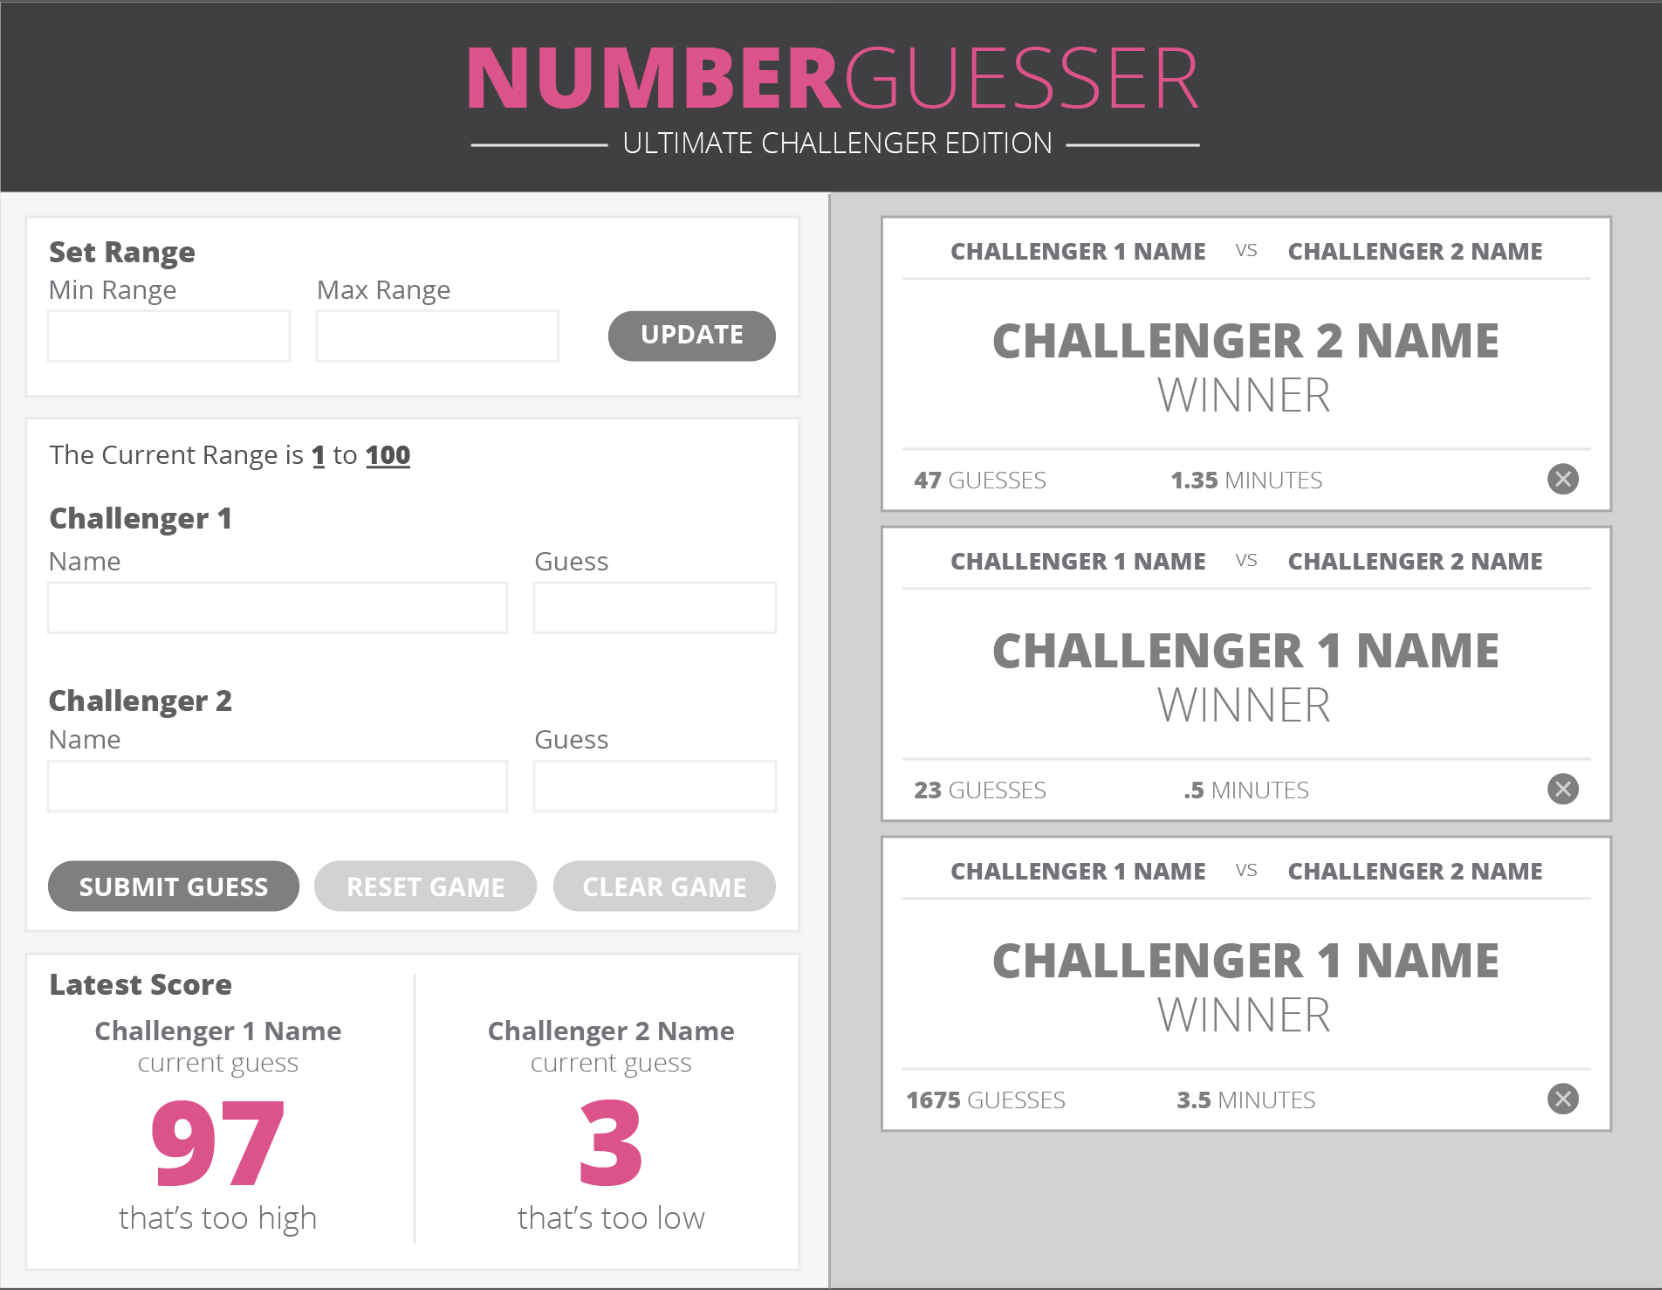 NUMBERGUESSER
ULTIMATE CHALLENGER EDITION
Set Range
Min Range Max Range
UPDATE
The Current Range is 1 to 100
Challenger 1
Name Guess
Challenger 2
Name Guess
SUBMIT GUESS RESET GAME CLEAR GAME
Latest Score
Challenger 1 Name
current guess
97
that’s too high
Challenger 2 Name
current guess
3
that’s too low
CHALLENGER 1 NAME VS CHALLENGER 2 NAME
CHALLENGER 2 NAME
WINNER
47 GUESSES 1.35 MINUTES
CHALLENGER 1 NAME VS CHALLENGER 2 NAME
CHALLENGER 1 NAME
WINNER
23 GUESSES .5 MINUTES
CHALLENGER 1 NAME VS CHALLENGER 2 NAME
CHALLENGER 1 NAME
WINNER
1675 GUESSES 3.5 MINUTES